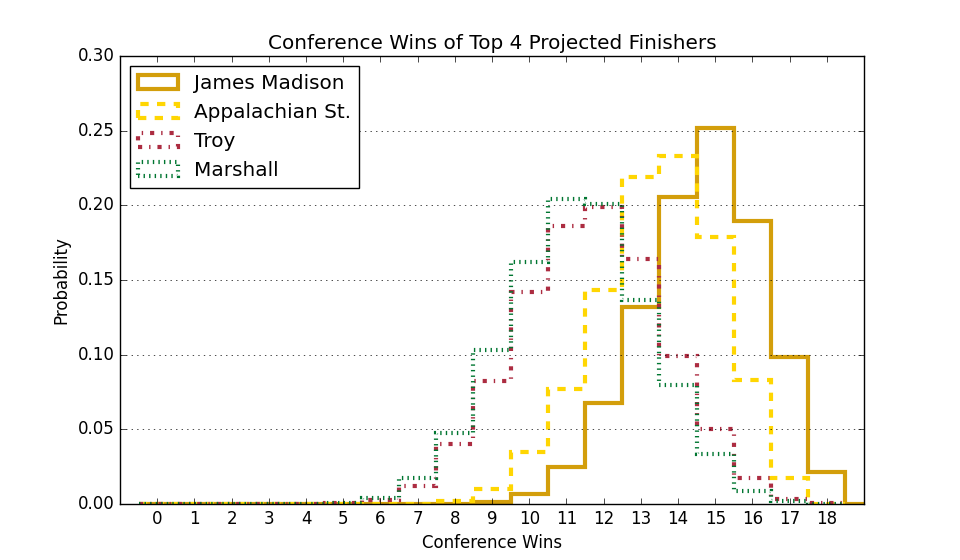 Conference Wins of Top 4 Projected Finishers
0.30
0.25
0.20
0.15
0.10
0.05
0.00
Probability
James Madison
Appalachian St.
Troy
Marshall
0 1 2 3 4 5 6 7 8 9 10 11 12 13 14 15 16 17 18
Conference Wins